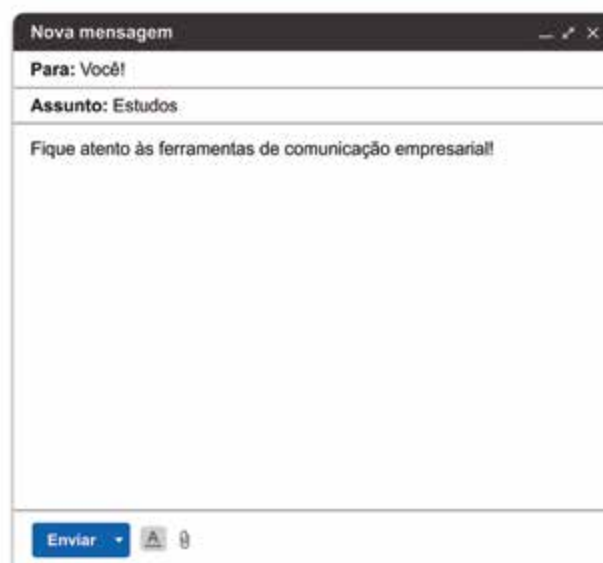 Nova mensagem
Para: Você!
Assunto: Estudos
Fique atento às ferramentas de comunicação empresarial!
Enviar
A